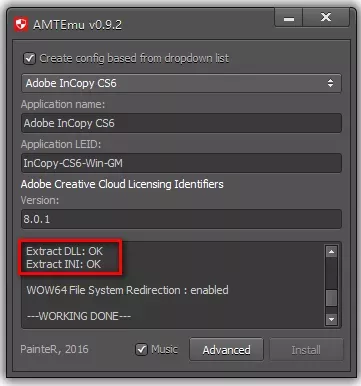 AMTEmu v0.9.2
Create config based from dropdown list
Adobe InCopy CS6
Application name:
Adobe InCopy CS6
Application LEID:
InCopy-CS6-Win-GM
Adobe Creative Cloud Licensing Identifiers
Version:
8.0.1
Extract DLL: OK
Extract INI: OK
WOW64 File System Redirection : enabled
---WORKING DONE---
PainteR, 2016 Music Advanced Install